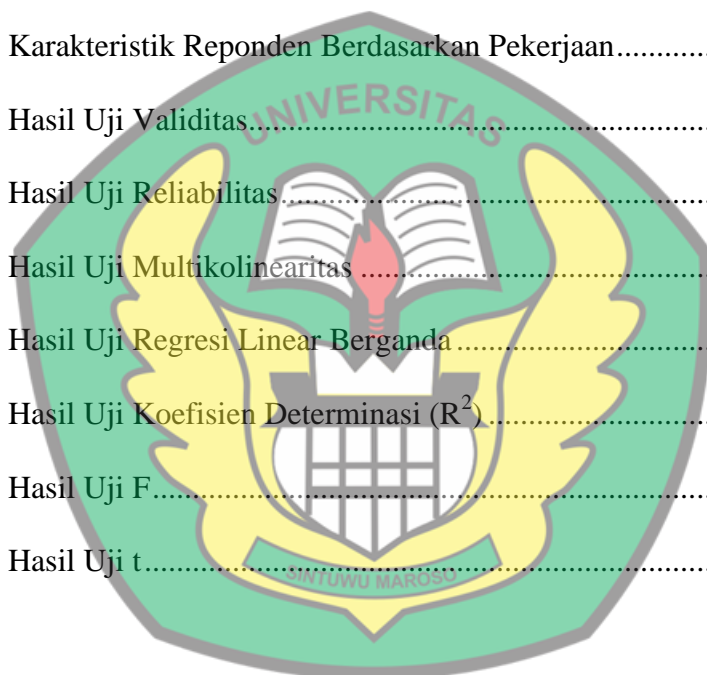 Karakteristik Reponden Berdasarkan Pekerjaan............
UNIVERSITAS
Hasil Uji Validitas............
Hasil Uji Reliabilitas............
Hasil Uji Multikolinearitas ............
Hasil Uji Regresi Linear Berganda............
Hasil Uji Koefisien Determinasi (R²) ............
Hasil Uji F............
Hasil Uji t............
SINTUWU MAROSO